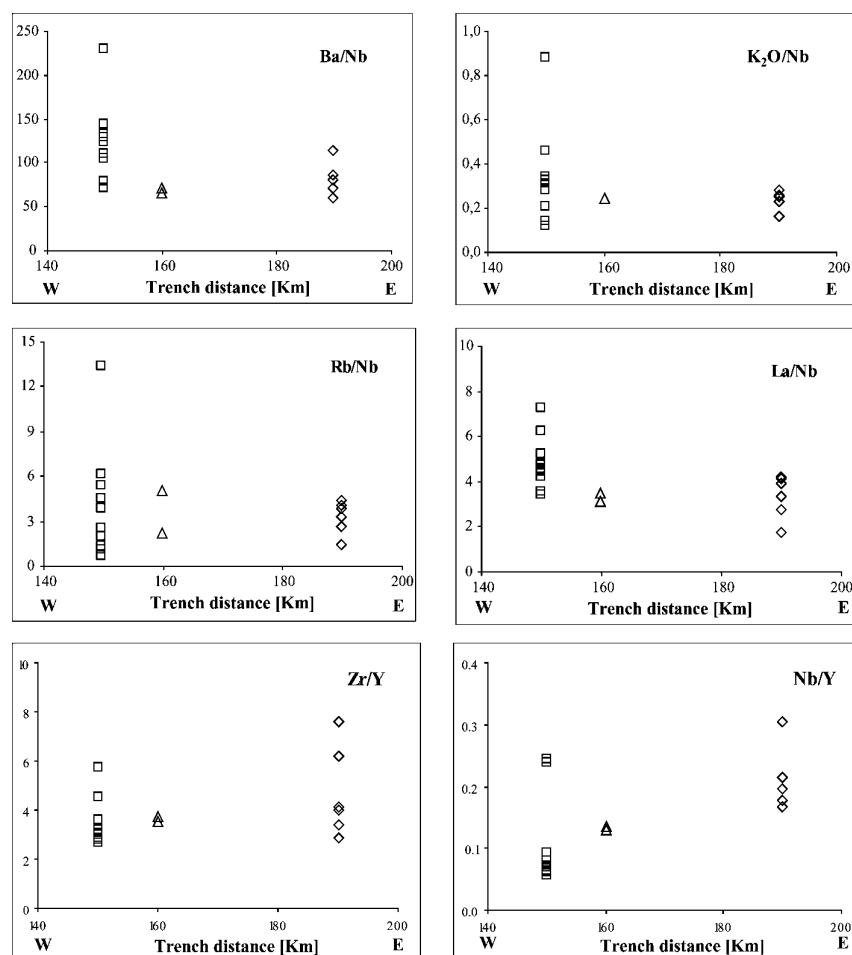 Ba/Nb
250
200
150
100
50
0
140 160 180 200
W Trench distance [Km] E
K₂O/Nb
1,0
0,8
0,6
0,4
0,2
0,0
140 160 180 200
W Trench distance [Km] E
Rb/Nb
15
12
9
6
3
0
140 160 180 200
W Trench distance [Km] E
La/Nb
10
8
6
4
2
0
140 160 180 200
W Trench distance [Km] E
Zr/Y
10
8
6
4
2
0
140 160 180 200
W Trench distance [Km] E
Nb/Y
0.4
0.3
0.2
0.1
0.0
140 160 180 200
W Trench distance [Km] E